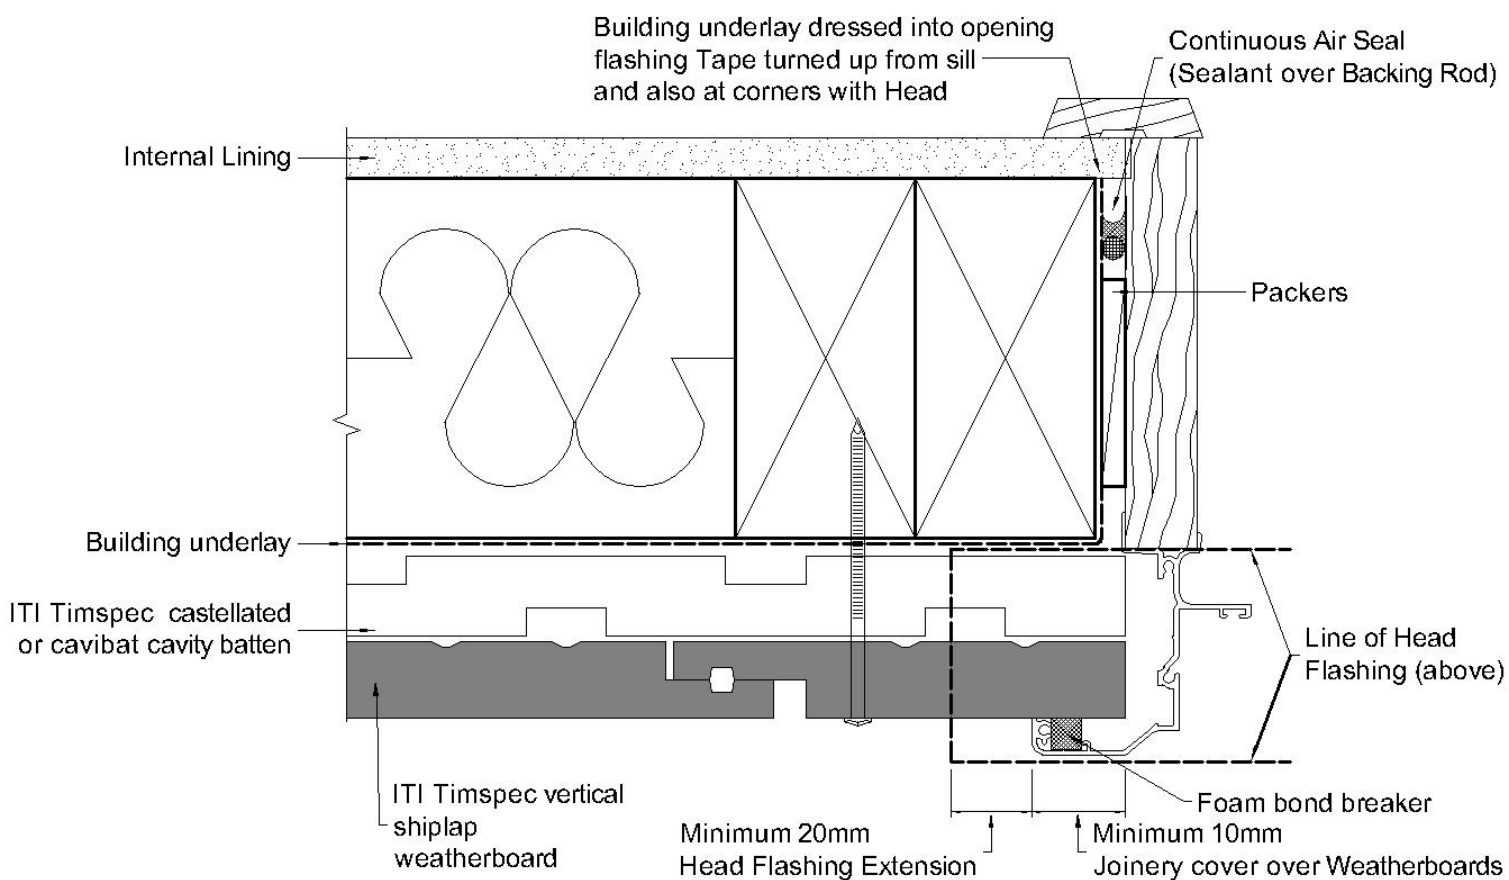 Building underlay dressed into opening
flashing Tape turned up from sill
and also at corners with Head
Continuous Air Seal
(Sealant over Backing Rod)
Internal Lining
Packers
Building underlay
ITI Timspec castellated
or cavibat cavity batten
Line of Head
Flashing (above)
ITI Timspec vertical
shiplap
weatherboard
Foam bond breaker
Minimum 20mm
Head Flashing Extension
Minimum 10mm
Joinery cover over Weatherboards